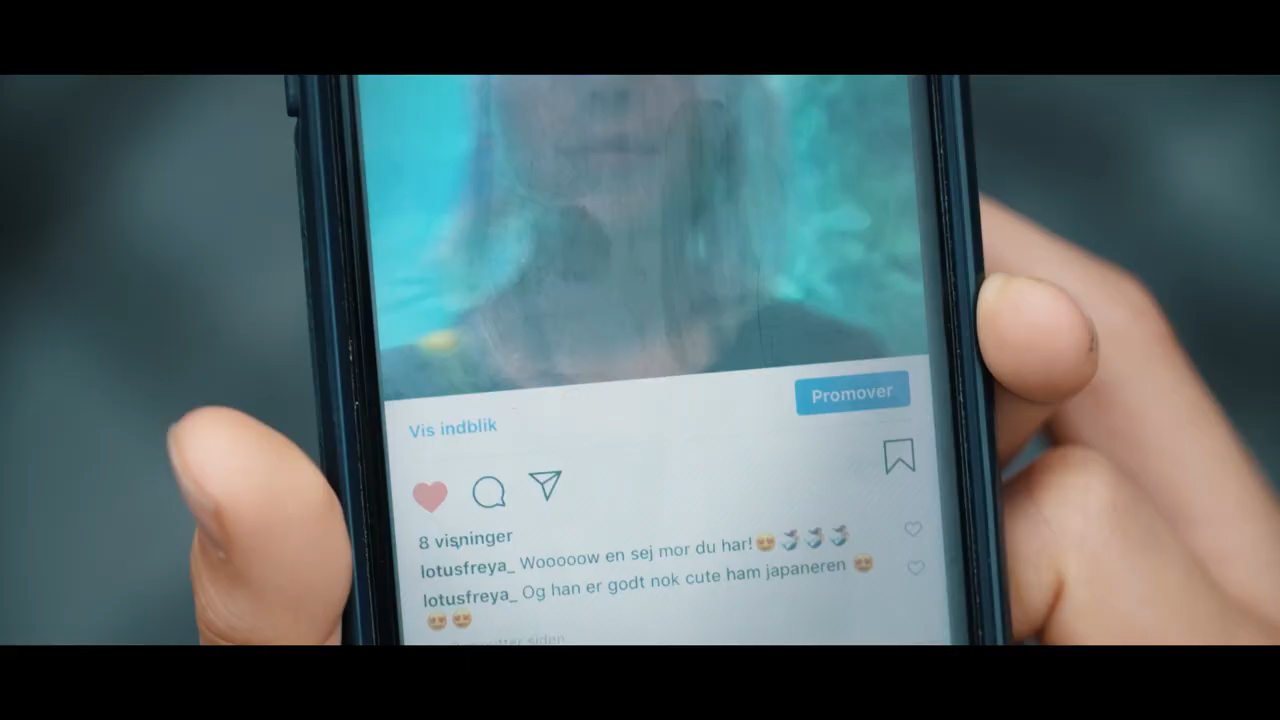 Vis indblik
Promover
8 visninger
lotusfreya_ Wooooow en sej mor du har!😍🧜‍♀️🧜‍♀️🧜‍♀️
lotusfreya_ Og han er godt nok cute ham japaneren 😍
😍😍
siden